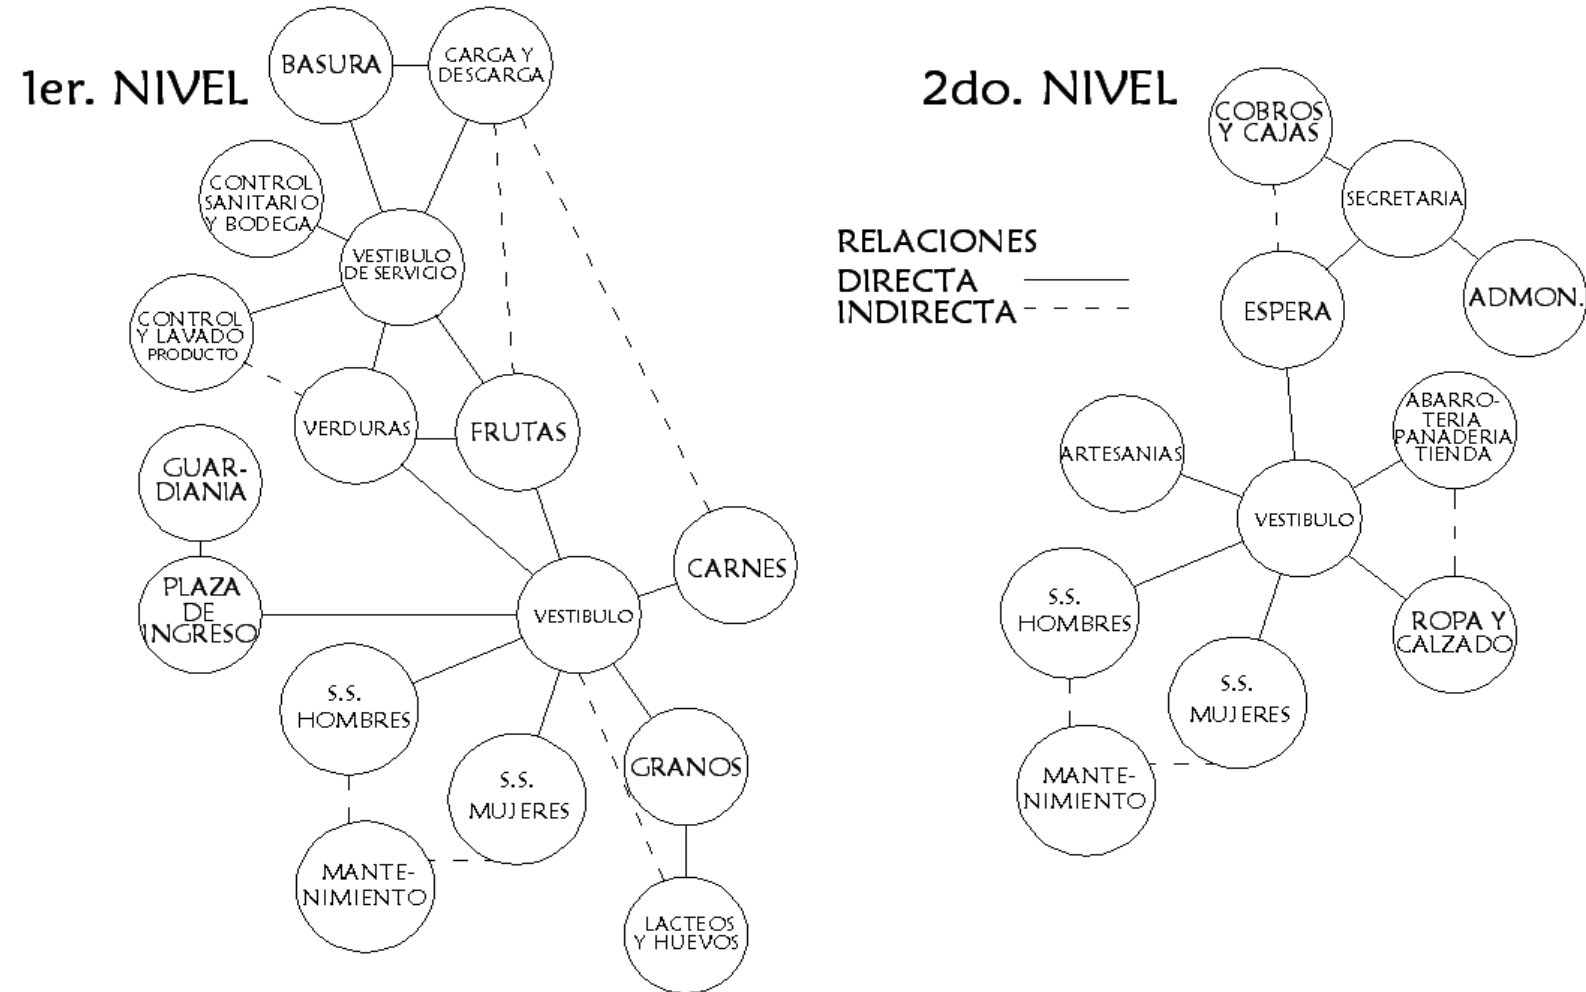 1er. NIVEL
BASURA
CARGA Y
DESCARGA
CONTROL
SANITARIO
Y BODEGA
VESTIBULO
DE SERVICIO
CONTROL
Y LAVADO
PRODUCTO
VERDURAS
FRUTAS
GUAR-
DIANIA
PLAZA
DE
INGRESO
VESTIBULO
CARNES
S.S.
HOMBRES
S.S.
MUJERES
GRANOS
MANTE-
NIMIENTO
LACTEOS
Y HUEVOS
RELACIONES
DIRECTA
INDIRECTA
2do. NIVEL
COBROS
Y CAJAS
SECRETARIA
ESPERA
ADMON.
ARTESANIAS
ABARRO-
TERIA
PANADERIA
TIENDA
VESTIBULO
S.S.
HOMBRES
S.S.
MUJERES
ROPA Y
CALZADO
MANTE-
NIMIENTO